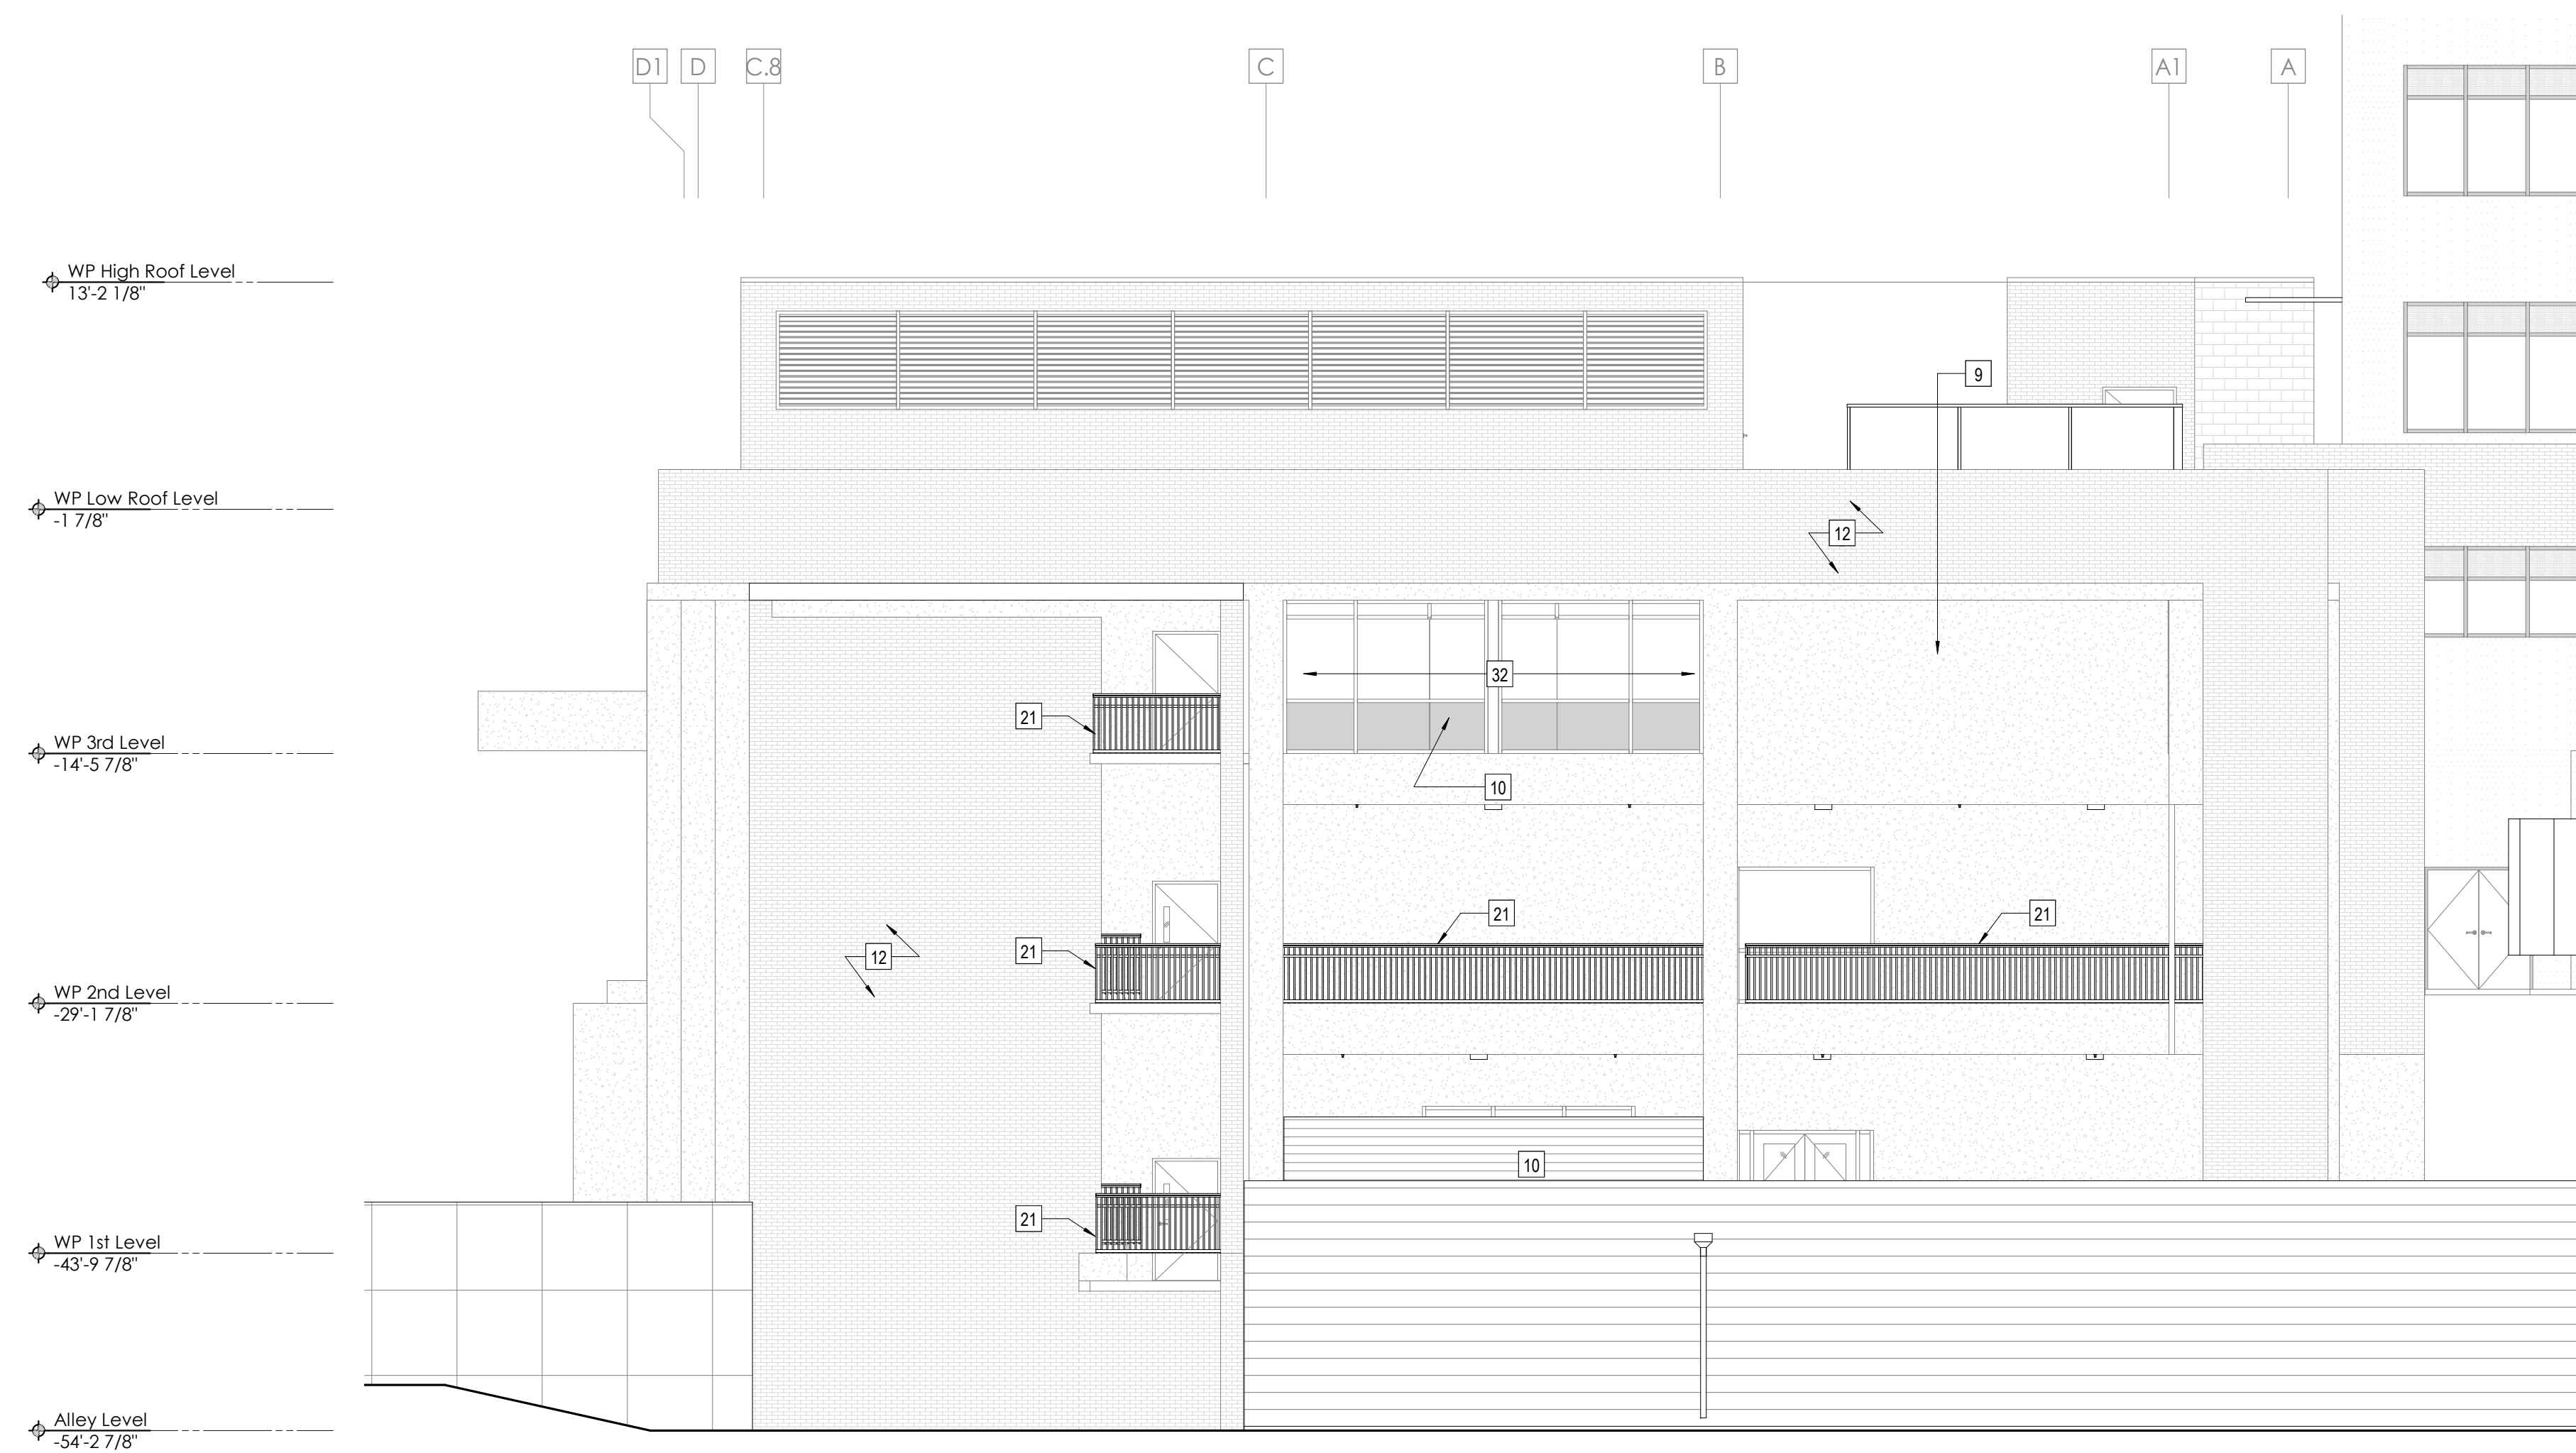 D1 D C.8 C B A1 A
WP High Roof Level
13'-2 1/8"
9
WP Low Roof Level
-1 7/8"
12
32
21
WP 3rd Level
-14'-5 7/8"
10
21
21
21
12
WP 2nd Level
-29'-1 7/8"
10
21
WP 1st Level
-43'-9 7/8"
Alley Level
-54'-2 7/8"